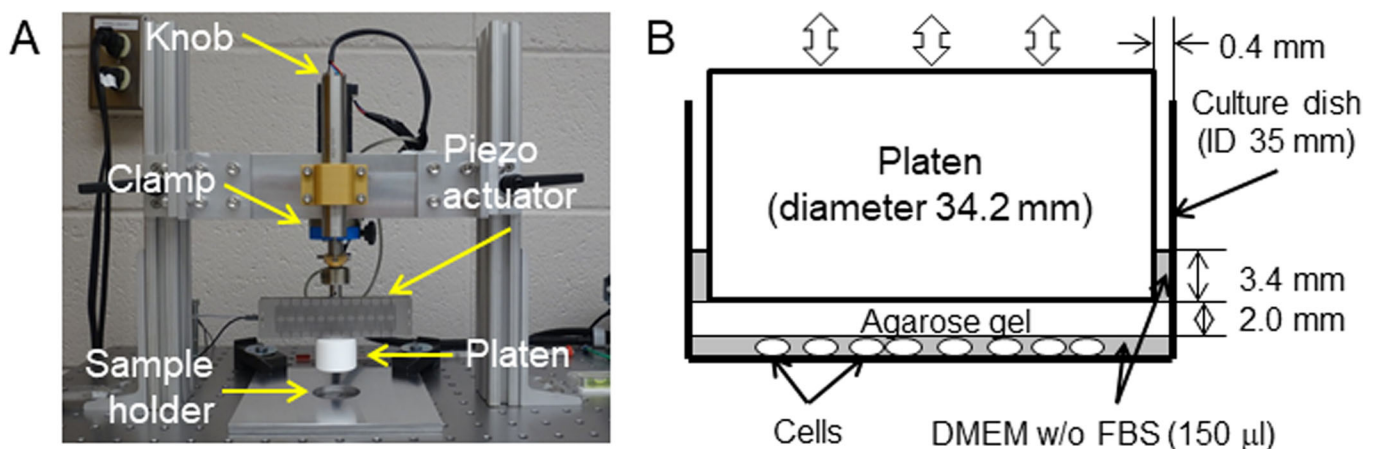 A
Knob
Clamp
Piezo
actuator
Sample
holder
Platen
B
0.4 mm
Culture dish
(ID 35 mm)
Platen
(diameter 34.2 mm)
3.4 mm
Agarose gel
2.0 mm
Cells
DMEM w/o FBS (150 μl)